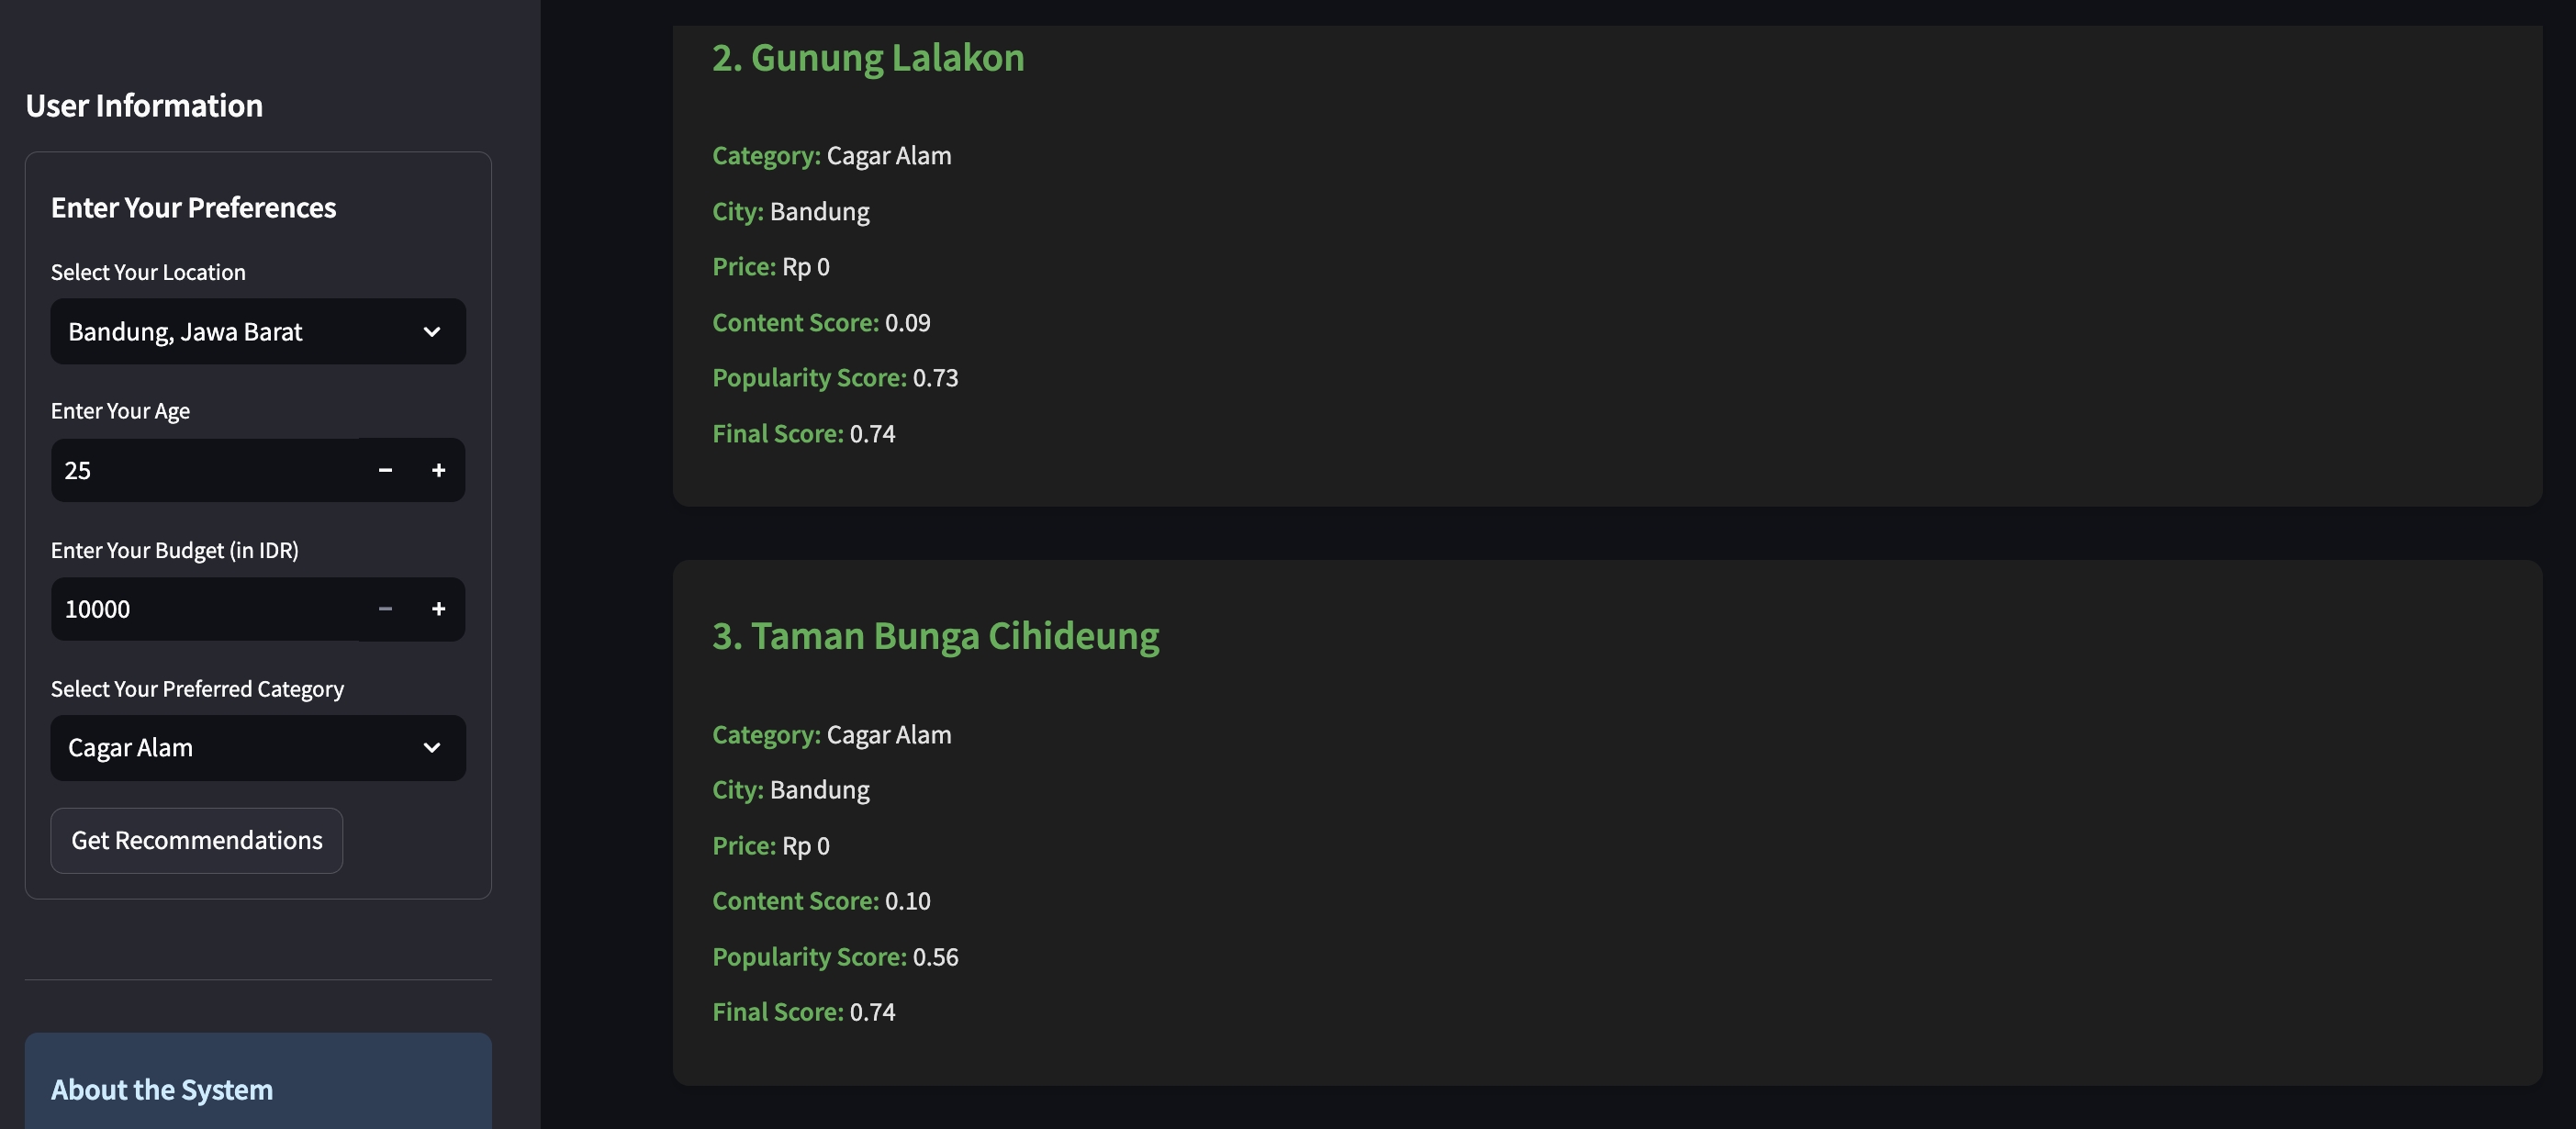 User Information
Enter Your Preferences
Select Your Location
Bandung, Jawa Barat
Enter Your Age
25
Enter Your Budget (in IDR)
10000
Select Your Preferred Category
Cagar Alam
Get Recommendations
About the System
2. Gunung Lalakon
Category: Cagar Alam
City: Bandung
Price: Rp 0
Content Score: 0.09
Popularity Score: 0.73
Final Score: 0.74
3. Taman Bunga Cihideung
Category: Cagar Alam
City: Bandung
Price: Rp 0
Content Score: 0.10
Popularity Score: 0.56
Final Score: 0.74